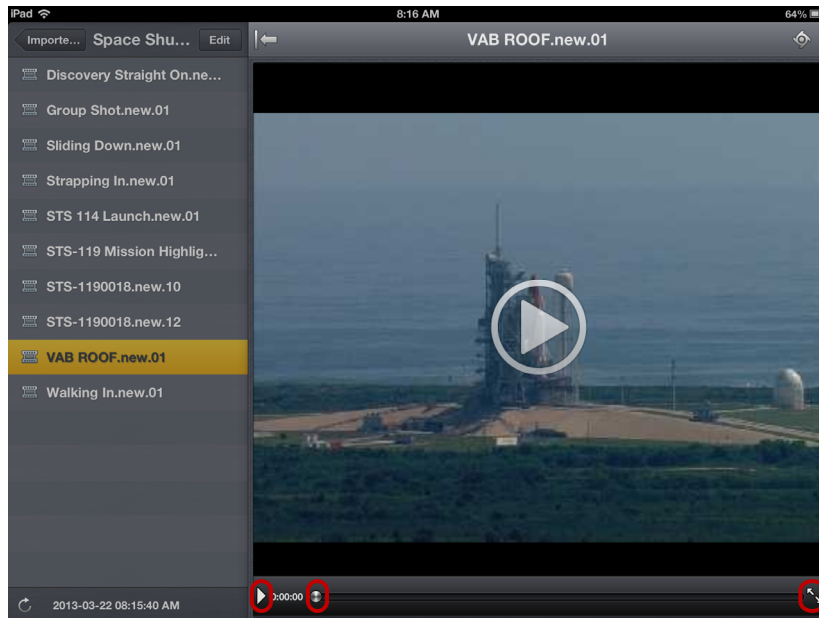 iPad 8:16 AM 64%
Importe... Space Shu... Edit VAB ROOF.new.01
Discovery Straight On.ne...
Group Shot.new.01
Sliding Down.new.01
Strapping In.new.01
STS 114 Launch.new.01
STS-119 Mission Highlig...
STS-1190018.new.10
STS-1190018.new.12
VAB ROOF.new.01
Walking In.new.01
0:00:00
2013-03-22 08:15:40 AM